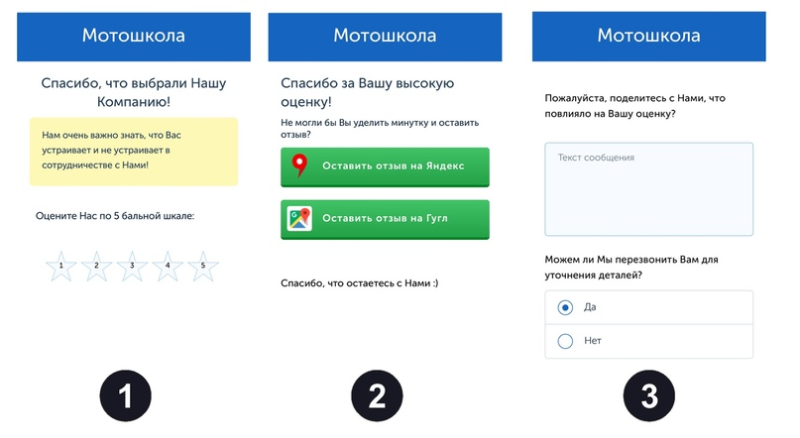 Мотошкола
Спасибо, что выбрали Нашу
Компанию!
Нам очень важно знать, что Вас
устраивает и не устраивает в
сотрудничестве с Нами!
Оцените Нас по 5 бальной шкале:
1 2 3 4 5
1
Мотошкола
Спасибо за Вашу высокую
оценку!
Не могли бы Вы уделить минутку и оставить
отзыв?
Оставить отзыв на Яндекс
Оставить отзыв на Гугл
Спасибо, что остаетесь с Нами :)
2
Мотошкола
Пожалуйста, поделитесь с Нами, что
повлияло на Вашу оценку?
Текст сообщения
Можем ли Мы перезвонить Вам для
уточнения деталей?
Да
Нет
3